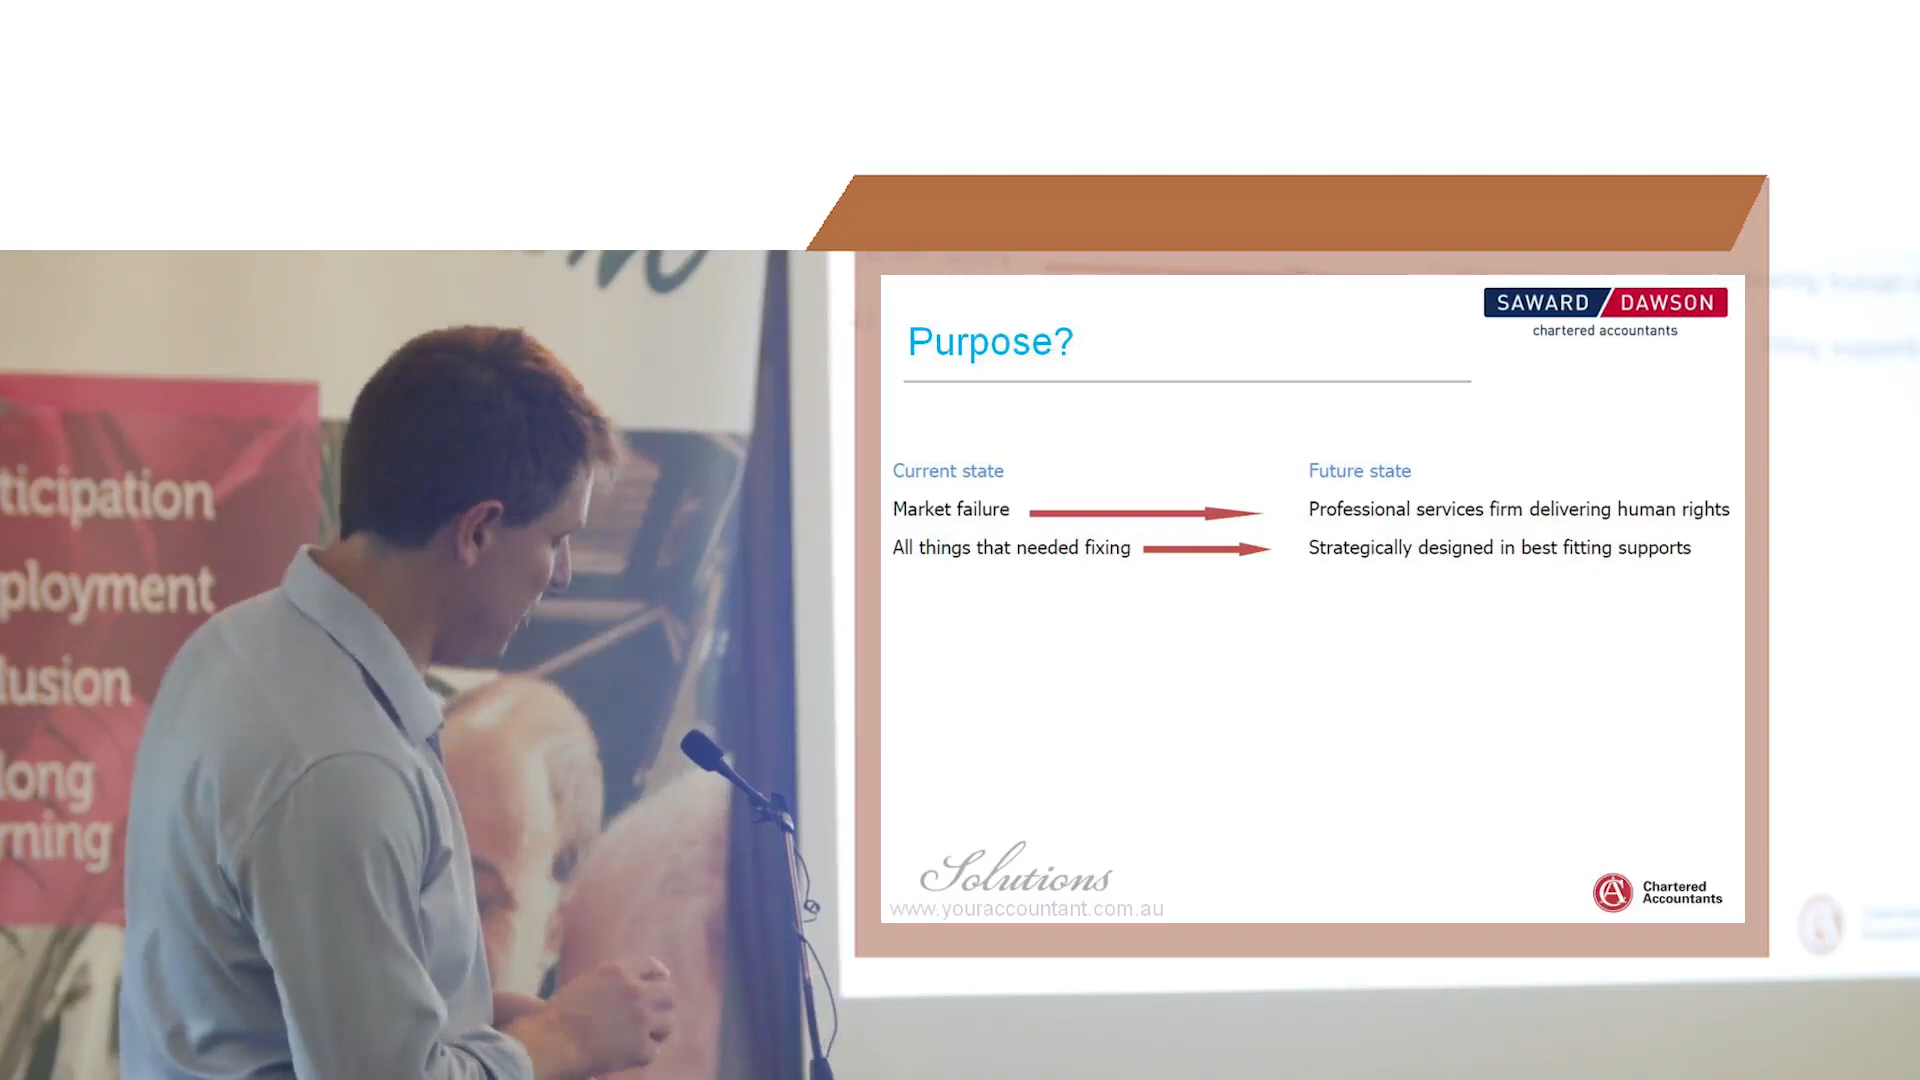 ticipation
ployment
lusion
long
rning
SAWARD / DAWSON
chartered accountants
Purpose?
Current state
Future state
Market failure
Professional services firm delivering human rights
All things that needed fixing
Strategically designed in best fitting supports
Solutions
www.youraccountant.com.au
Chartered
Accountants